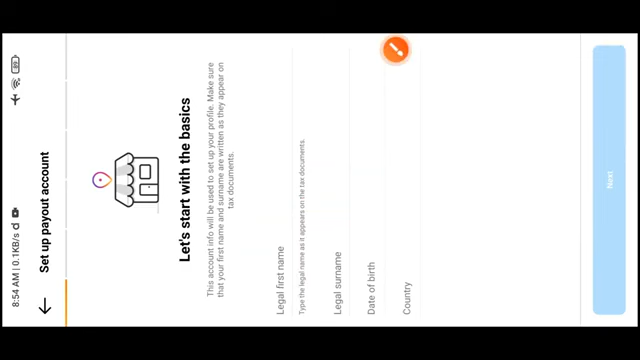 8:54 AM | 0.1KB/s
89
Set up payout account
Let's start with the basics
This account info will be used to set up your profile. Make sure
that your first name and surname are written as they appear on
tax documents.
Legal first name
Type the legal name as it appears on the tax documents.
Legal surname
Date of birth
Country
Next